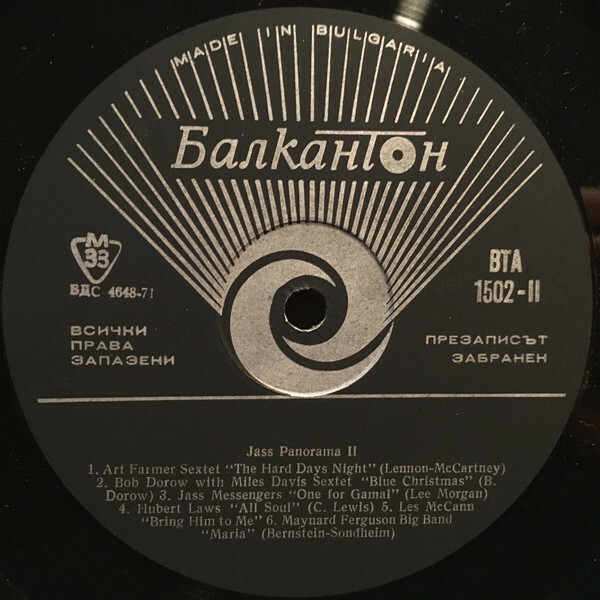 MADE IN BULGARIA
Балкантон
М
33
БДС 4648-71
ВСИЧКИ
ПРАВА
ЗАПАЗЕНИ
ВТА
1502-II
ПРЕЗАПИСЪТ
ЗАБРАНЕН
Jass Panorama II
1. Art Farmer Sextet "The Hard Days Night" (Lennon-McCartney)
2. Bob Dorow with Miles Davis Sextet "Blue Christmas" (B.
Dorow) 3. Jass Messengers "One for Gamal" (Lee Morgan)
4. Hubert Laws "All Soul" (C. Lewis) 5. Les McCann
"Bring Him to Me" 6. Maynard Ferguson Big Band
"Maria" (Bernstein-Sondheim)